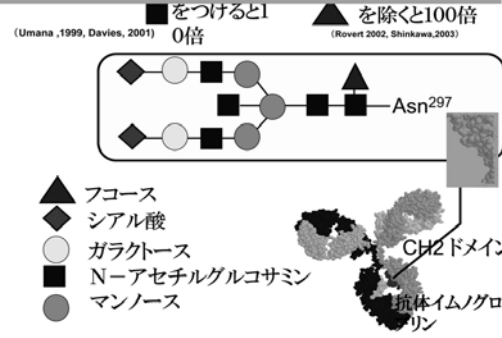 ■をつけると1
0倍
▲を除くと100倍
(Umana ,1999, Davies, 2001)
(Rovert 2002, Shinkawa,2003)
Asn297
フコース
シアル酸
ガラクトース
N－アセチルグルコサミン
マンノース
CH2ドメイン
抗体イムノグロ
ブリン